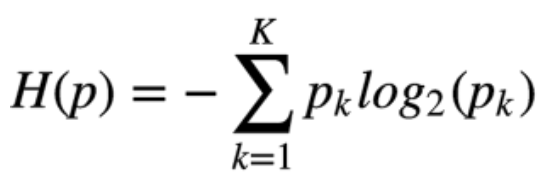 H(p) = − ∑_{k=1}^{K} p_k log_2(p_k)